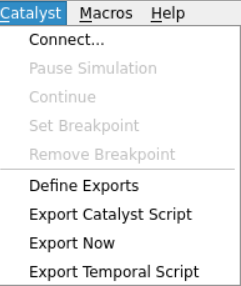 Catalyst Macros Help
Connect...
Pause Simulation
Continue
Set Breakpoint
Remove Breakpoint
Define Exports
Export Catalyst Script
Export Now
Export Temporal Script